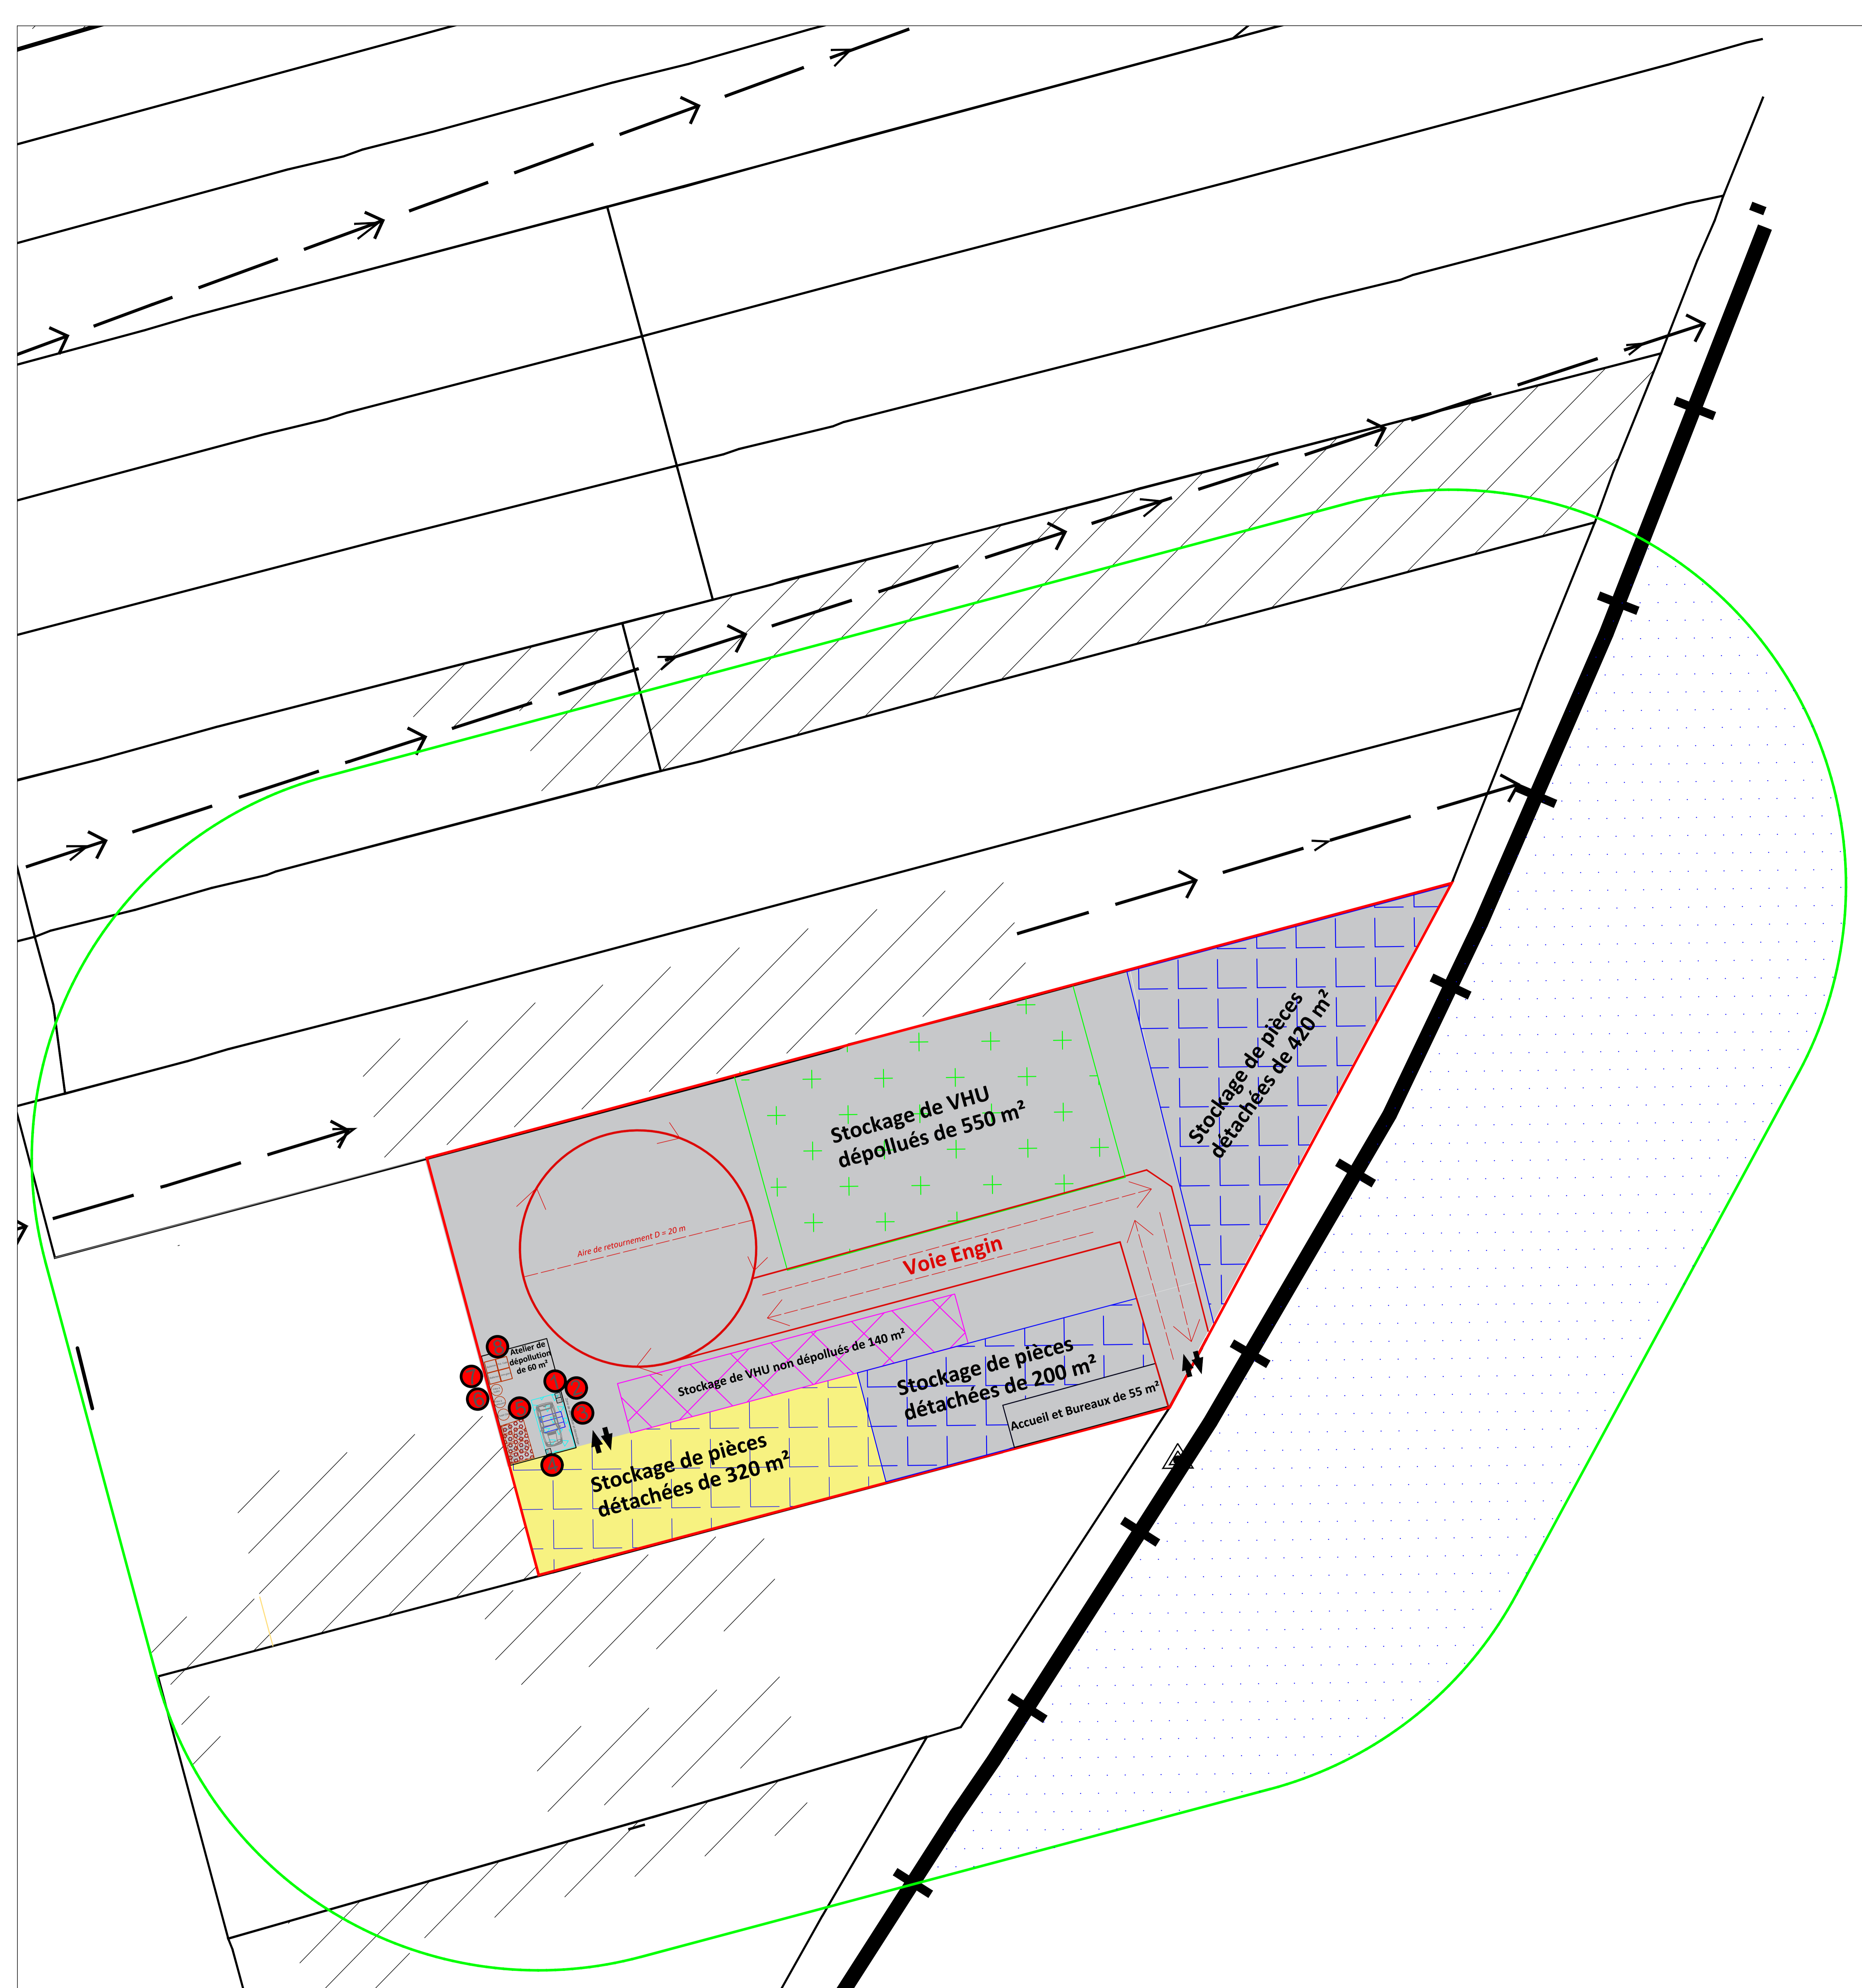 Stockage de pièces
détachées de 420 m²
Stockage de VHU
dépollués de 550 m²
Aire de retournement D = 20 m
Voie Engin
Stockage de VHU non dépollués de 140 m²
Atelier de
dépollution
de 60 m²
Stockage de pièces
détachées de 200 m²
Accueil et Bureaux de 55 m²
Stockage de pièces
détachées de 320 m²